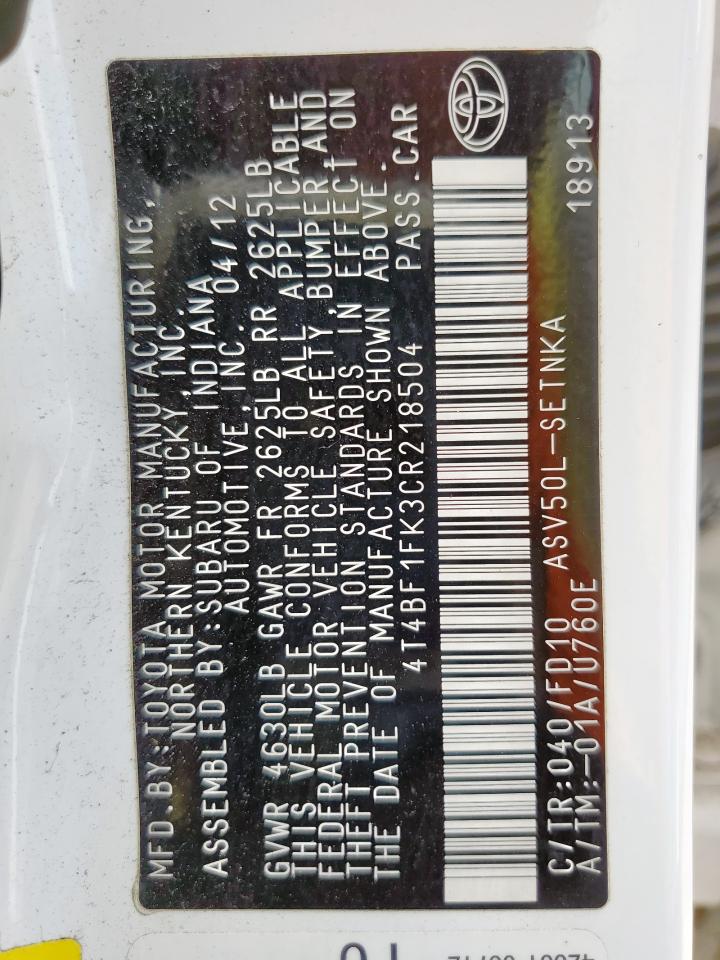 MFD.BY:TOYOTA MOTOR MANUFACTURING,
NORTHERN KENTUCKY,INC.
ASSEMBLED BY:SUBARU OF INDIANA
AUTOMOTIVE,INC. 04/12
GVWR 4630LB GAWR FR 2625LB RR 2625LB
THIS VEHICLE CONFORMS TO ALL APPLICABLE
FEDERAL MOTOR VEHICLE SAFETY, BUMPER AND
THEFT PREVENTION STANDARDS IN EFFECT ON
THE DATE OF MANUFACTURE SHOWN ABOVE.
4T4BF1FK3CR218504 PASS.CAR
C/TR:040/FD10 ASV50L-SETNKA 18913
A/TM:-01A/U760E